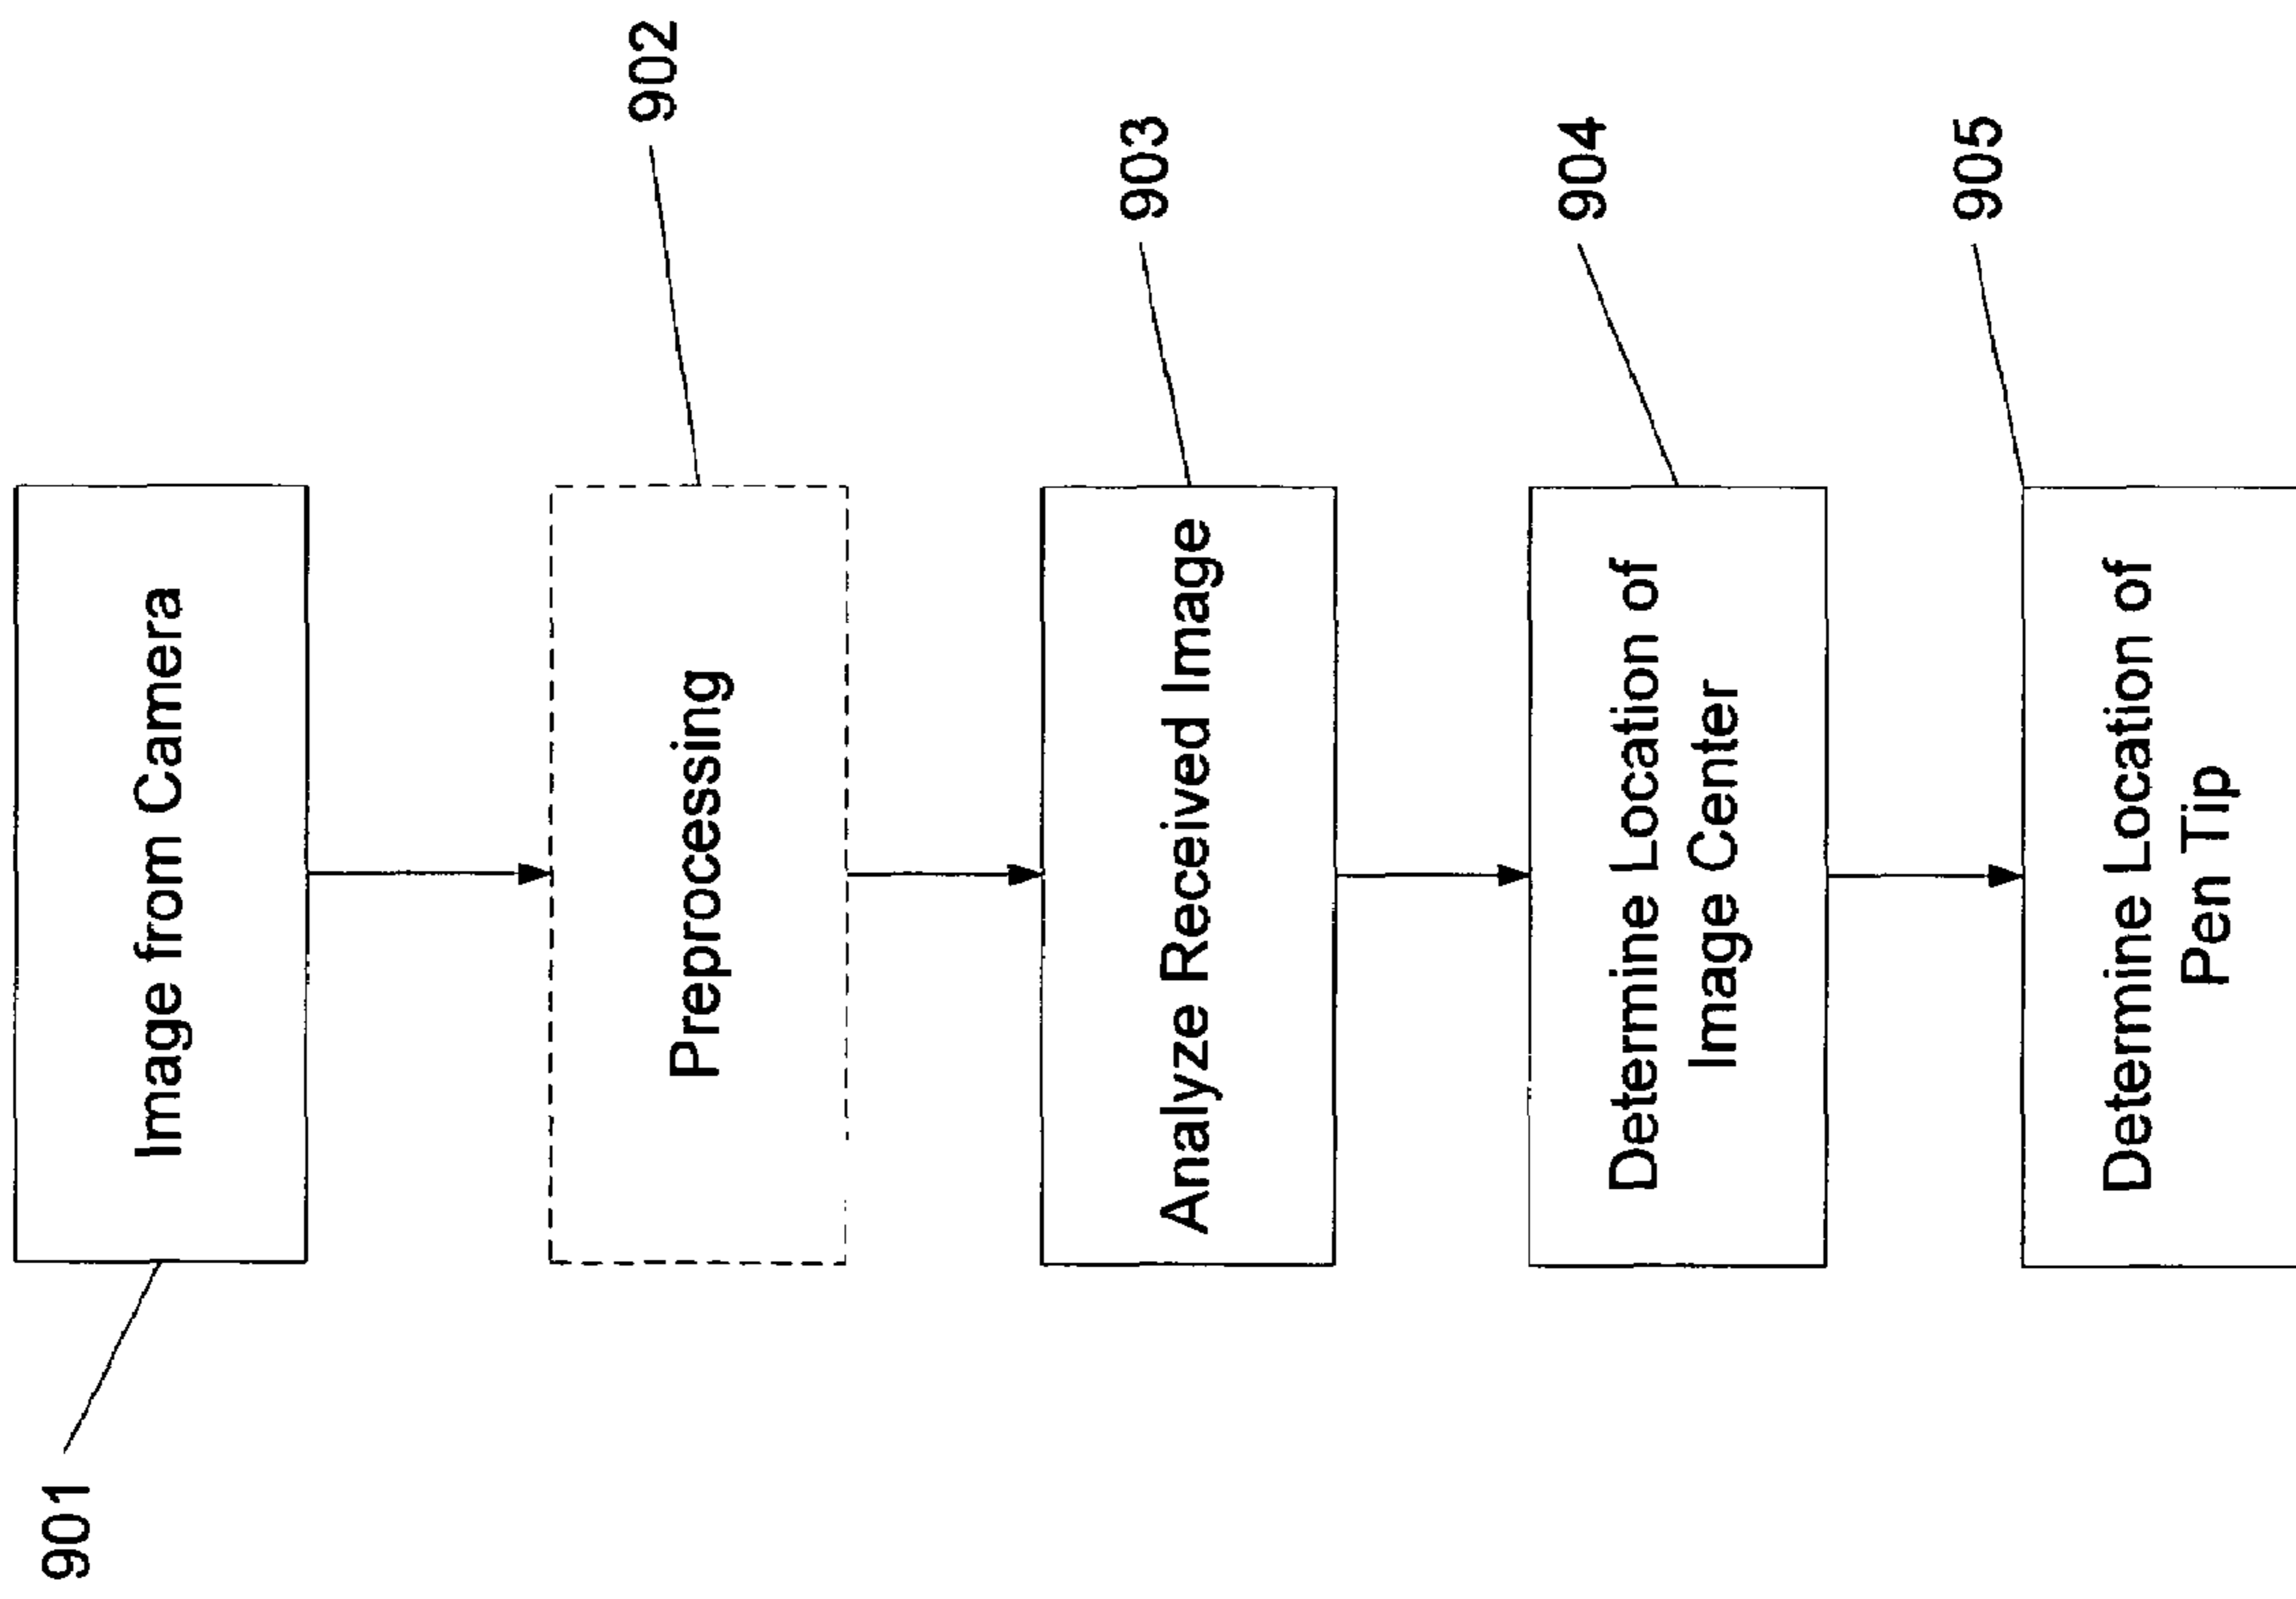 901
Image from Camera
902
Preprocessing
903
Analyze Received Image
904
Determine Location of
Image Center
905
Determine Location of
Pen Tip